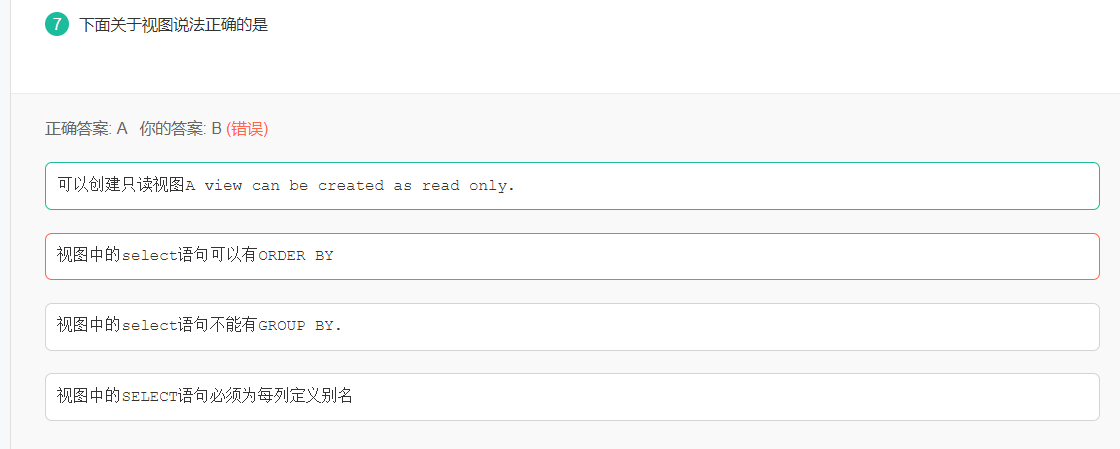 7 下面关于视图说法正确的是
正确答案: A 你的答案: B (错误)
可以创建只读视图A view can be created as read only.
视图中的select语句可以有ORDER BY
视图中的select语句不能有GROUP BY.
视图中的SELECT语句必须为每列定义别名